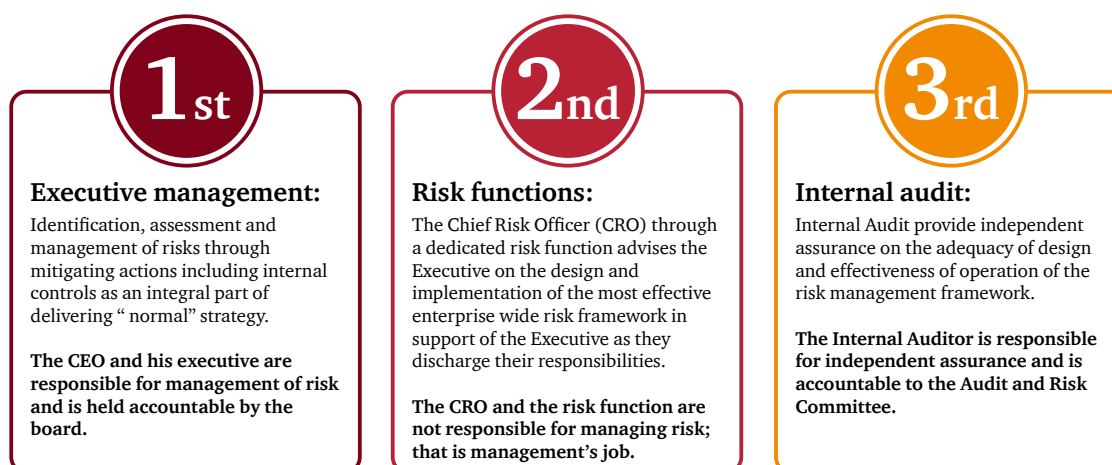 1st
Executive management:
Identification, assessment and
management of risks through
mitigating actions including internal
controls as an integral part of
delivering “ normal” strategy.
The CEO and his executive are
responsible for management of risk
and is held accountable by the
board.
2nd
Risk functions:
The Chief Risk Officer (CRO) through
a dedicated risk function advises the
Executive on the design and
implementation of the most effective
enterprise wide risk framework in
support of the Executive as they
discharge their responsibilities.
The CRO and the risk function are
not responsible for managing risk;
that is management’s job.
3rd
Internal audit:
Internal Audit provide independent
assurance on the adequacy of design
and effectiveness of operation of the
risk management framework.
The Internal Auditor is responsible
for independent assurance and is
accountable to the Audit and Risk
Committee.